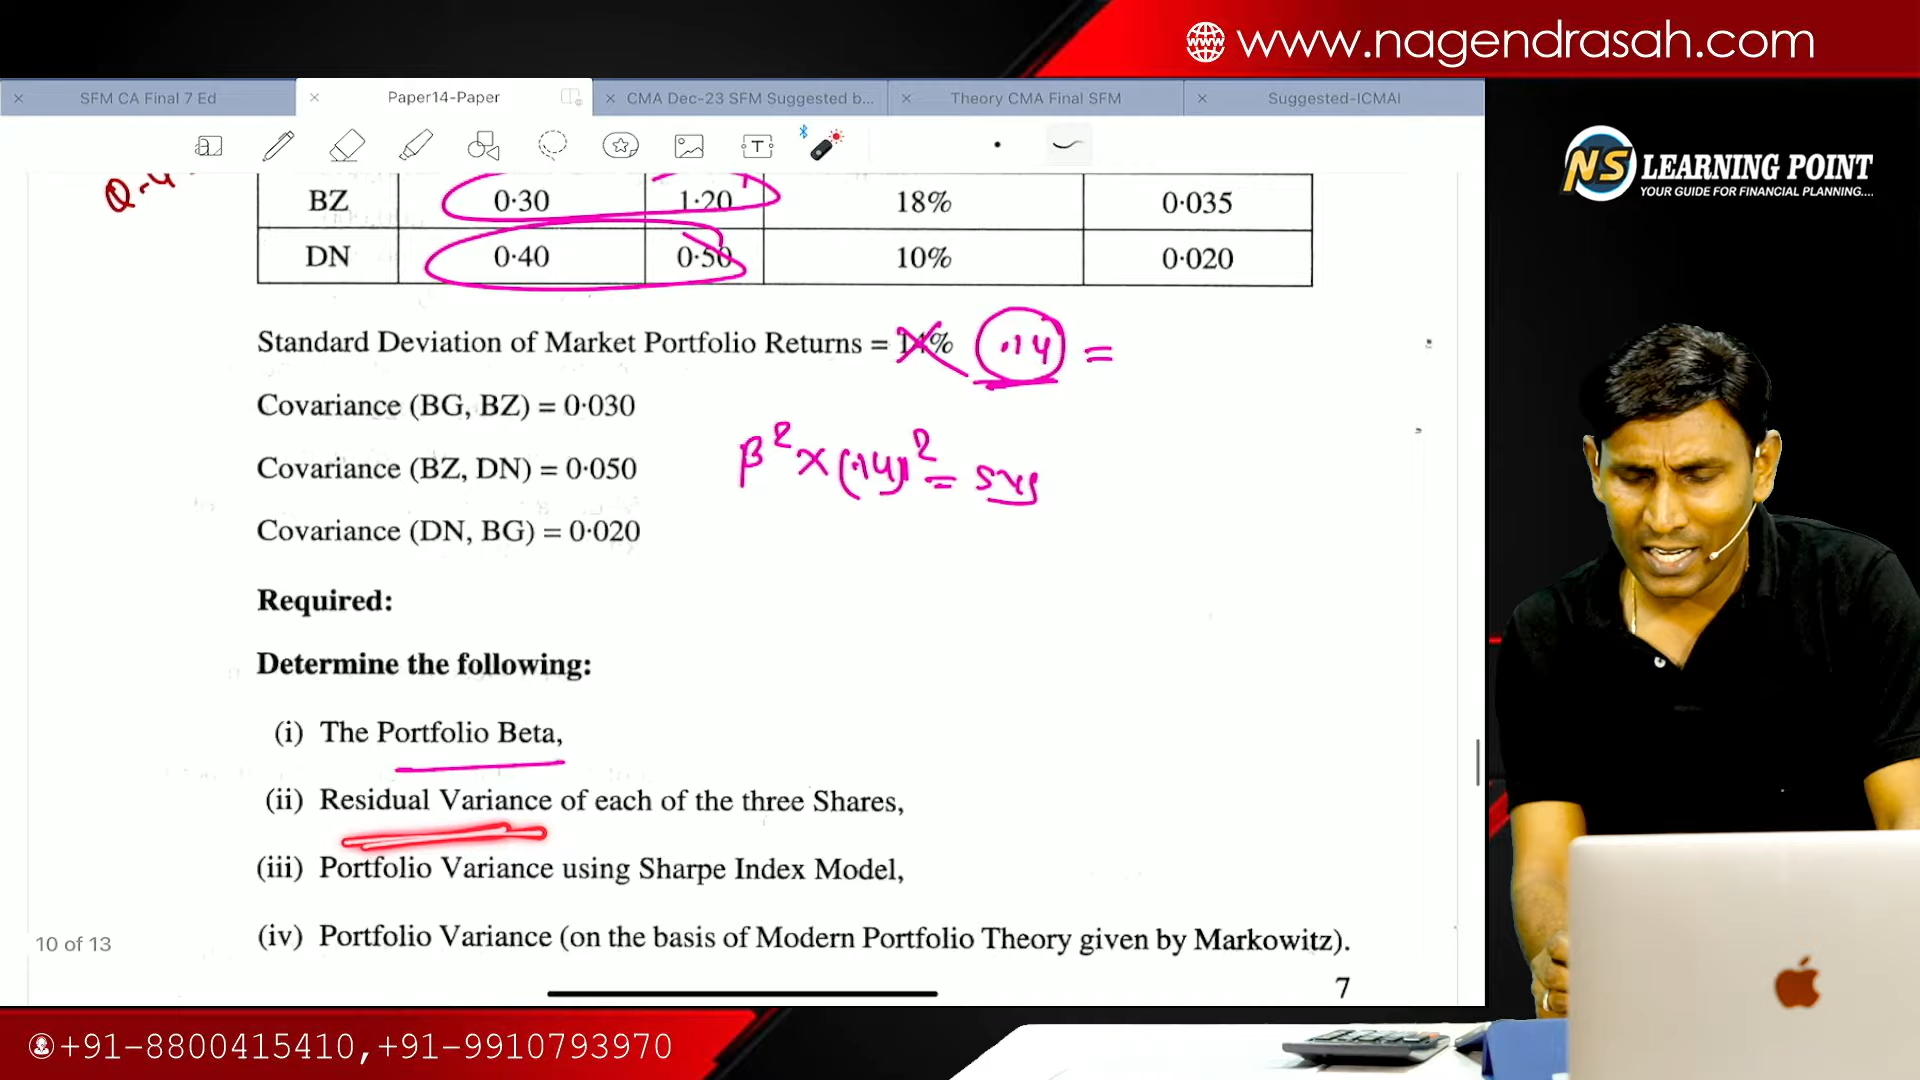 www.nagendrasah.com
SFM CA Final 7 Ed
Paper14-Paper
CMA Dec-23 SFM Suggested b...
Theory CMA Final SFM
Suggested-ICMAI
NS LEARNING POINT
YOUR GUIDE FOR FINANCIAL PLANNING....
Q-4
BZ 0·30 1·20 18% 0·035
DN 0·40 0·50 10% 0·020
Standard Deviation of Market Portfolio Returns = 14% .14 =
Covariance (BG, BZ) = 0·030
β² × (.14)² = sys
Covariance (BZ, DN) = 0·050
Covariance (DN, BG) = 0·020
Required:
Determine the following:
(i) The Portfolio Beta,
(ii) Residual Variance of each of the three Shares,
(iii) Portfolio Variance using Sharpe Index Model,
(iv) Portfolio Variance (on the basis of Modern Portfolio Theory given by Markowitz).
10 of 13
7
+91-8800415410,+91-9910793970